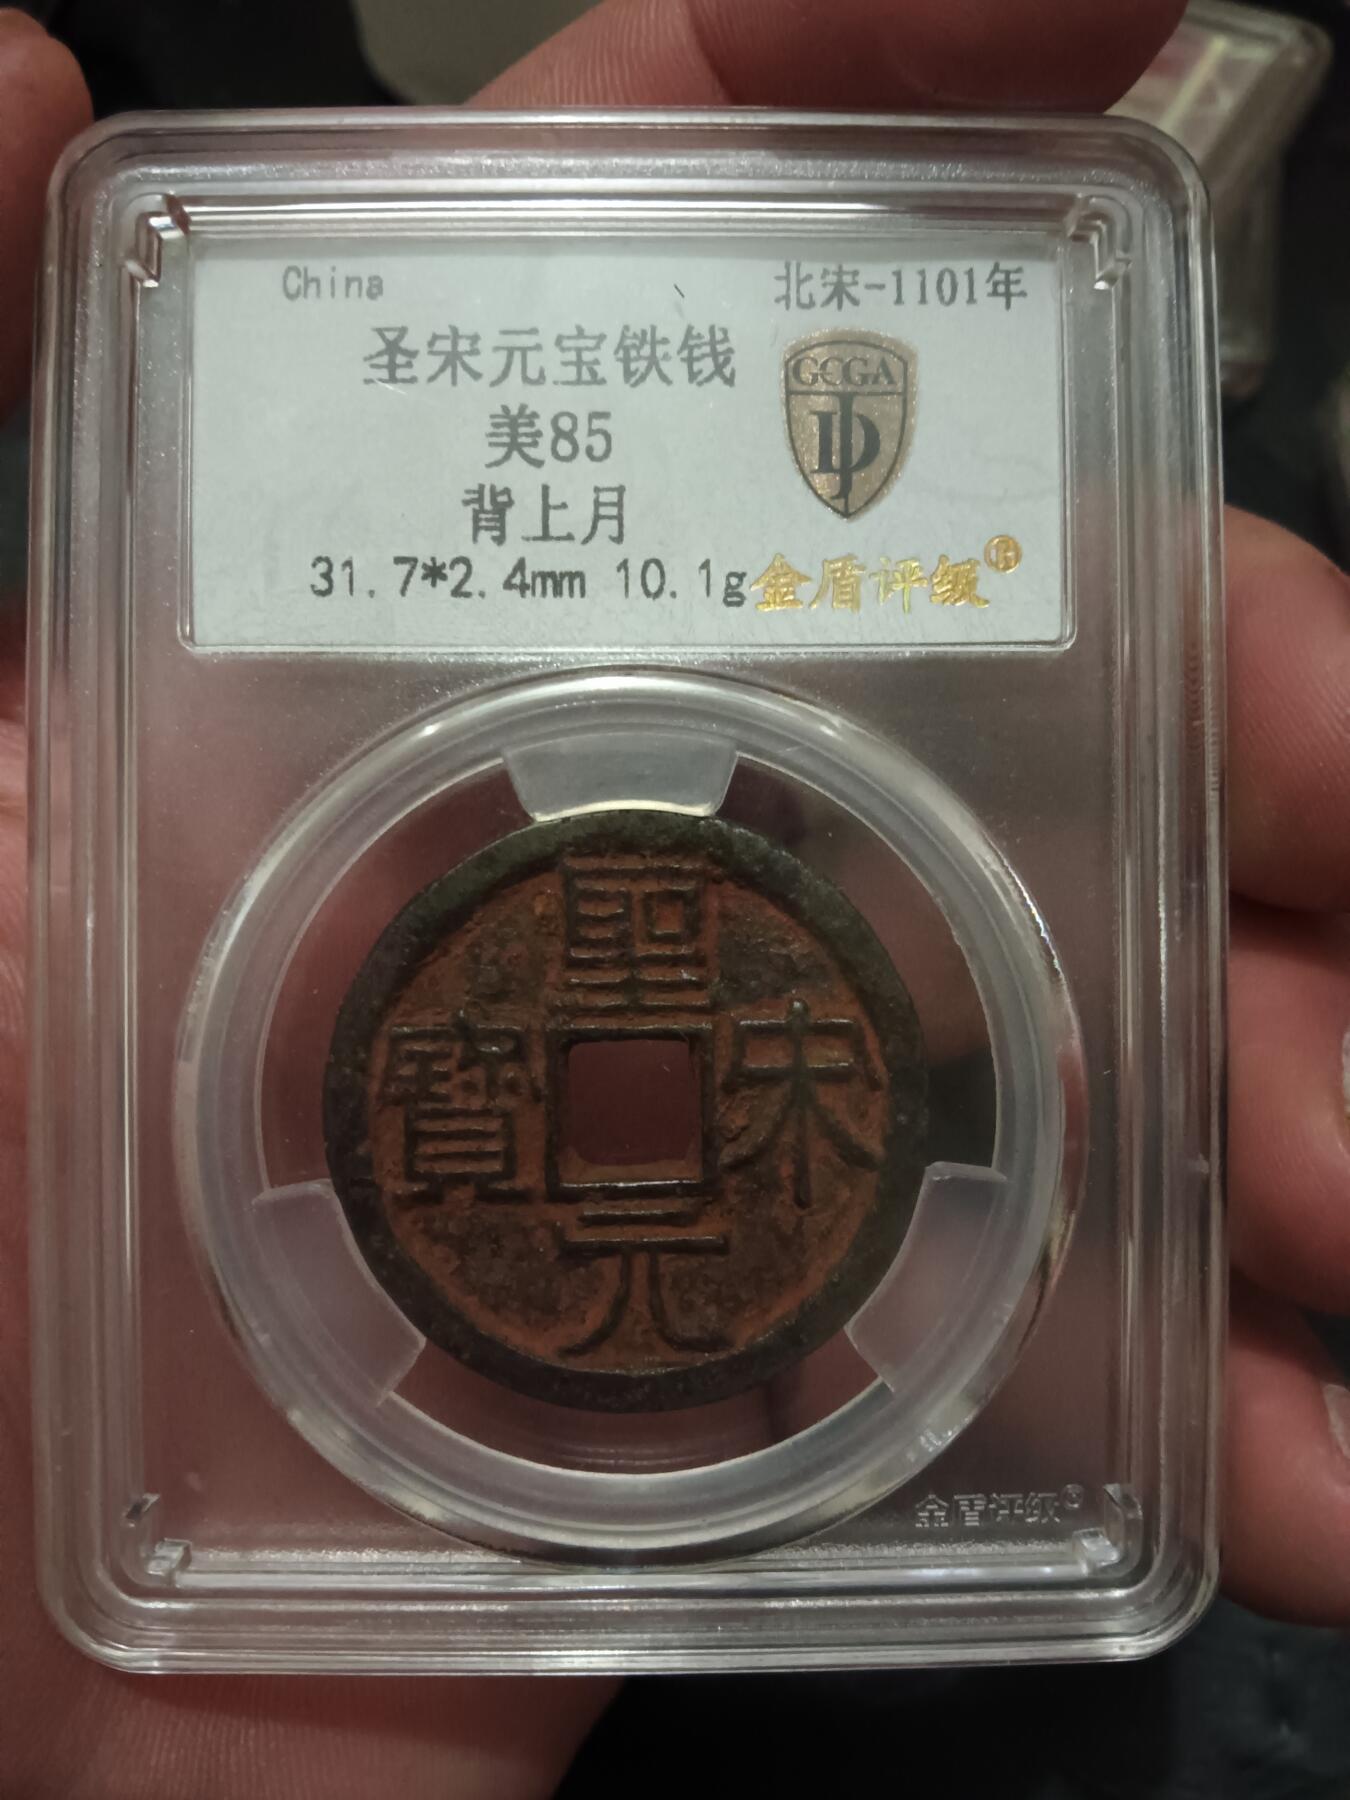 China 北宋-1101年
圣宋元宝铁钱
GCGA
JD
美85
背上月
31.7*2.4mm 10.1g 金盾评级®
聖
寶 宋
元
金盾评级®